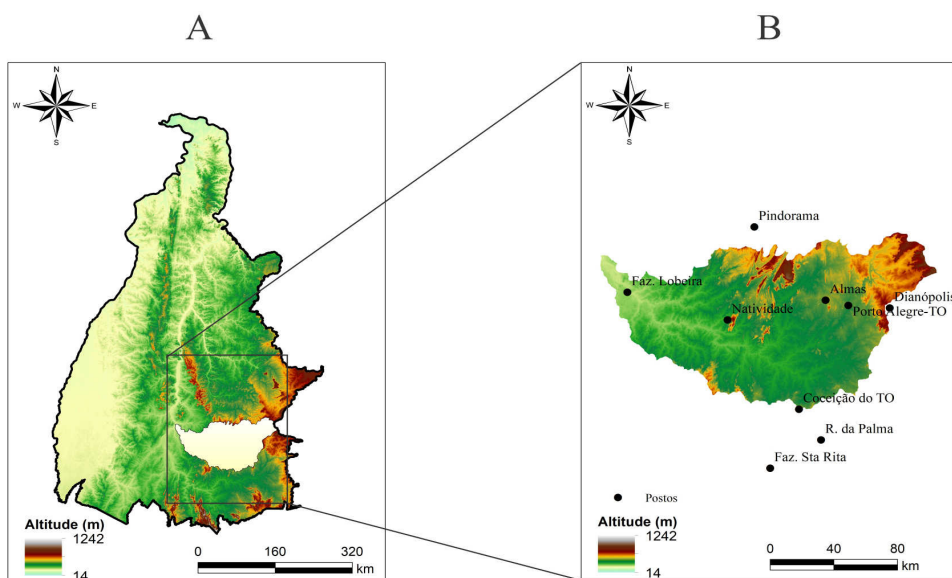 A
B
N
W E
S
N
W E
S
Pindorama
Faz. Lobeira
Almas
Dianópolis
Natividade
Porto Alegre-TO
Coceição do TO
R. da Palma
Faz. Sta Rita
Postos
Altitude (m)
1242
14
0 160 320
km
Altitude (m)
1242
14
0 40 80
km